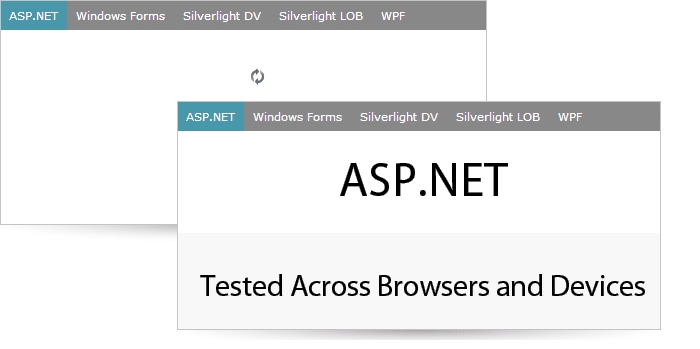 ASP.NET Windows Forms Silverlight DV Silverlight LOB WPF
ASP.NET Windows Forms Silverlight DV Silverlight LOB WPF
ASP.NET
Tested Across Browsers and Devices